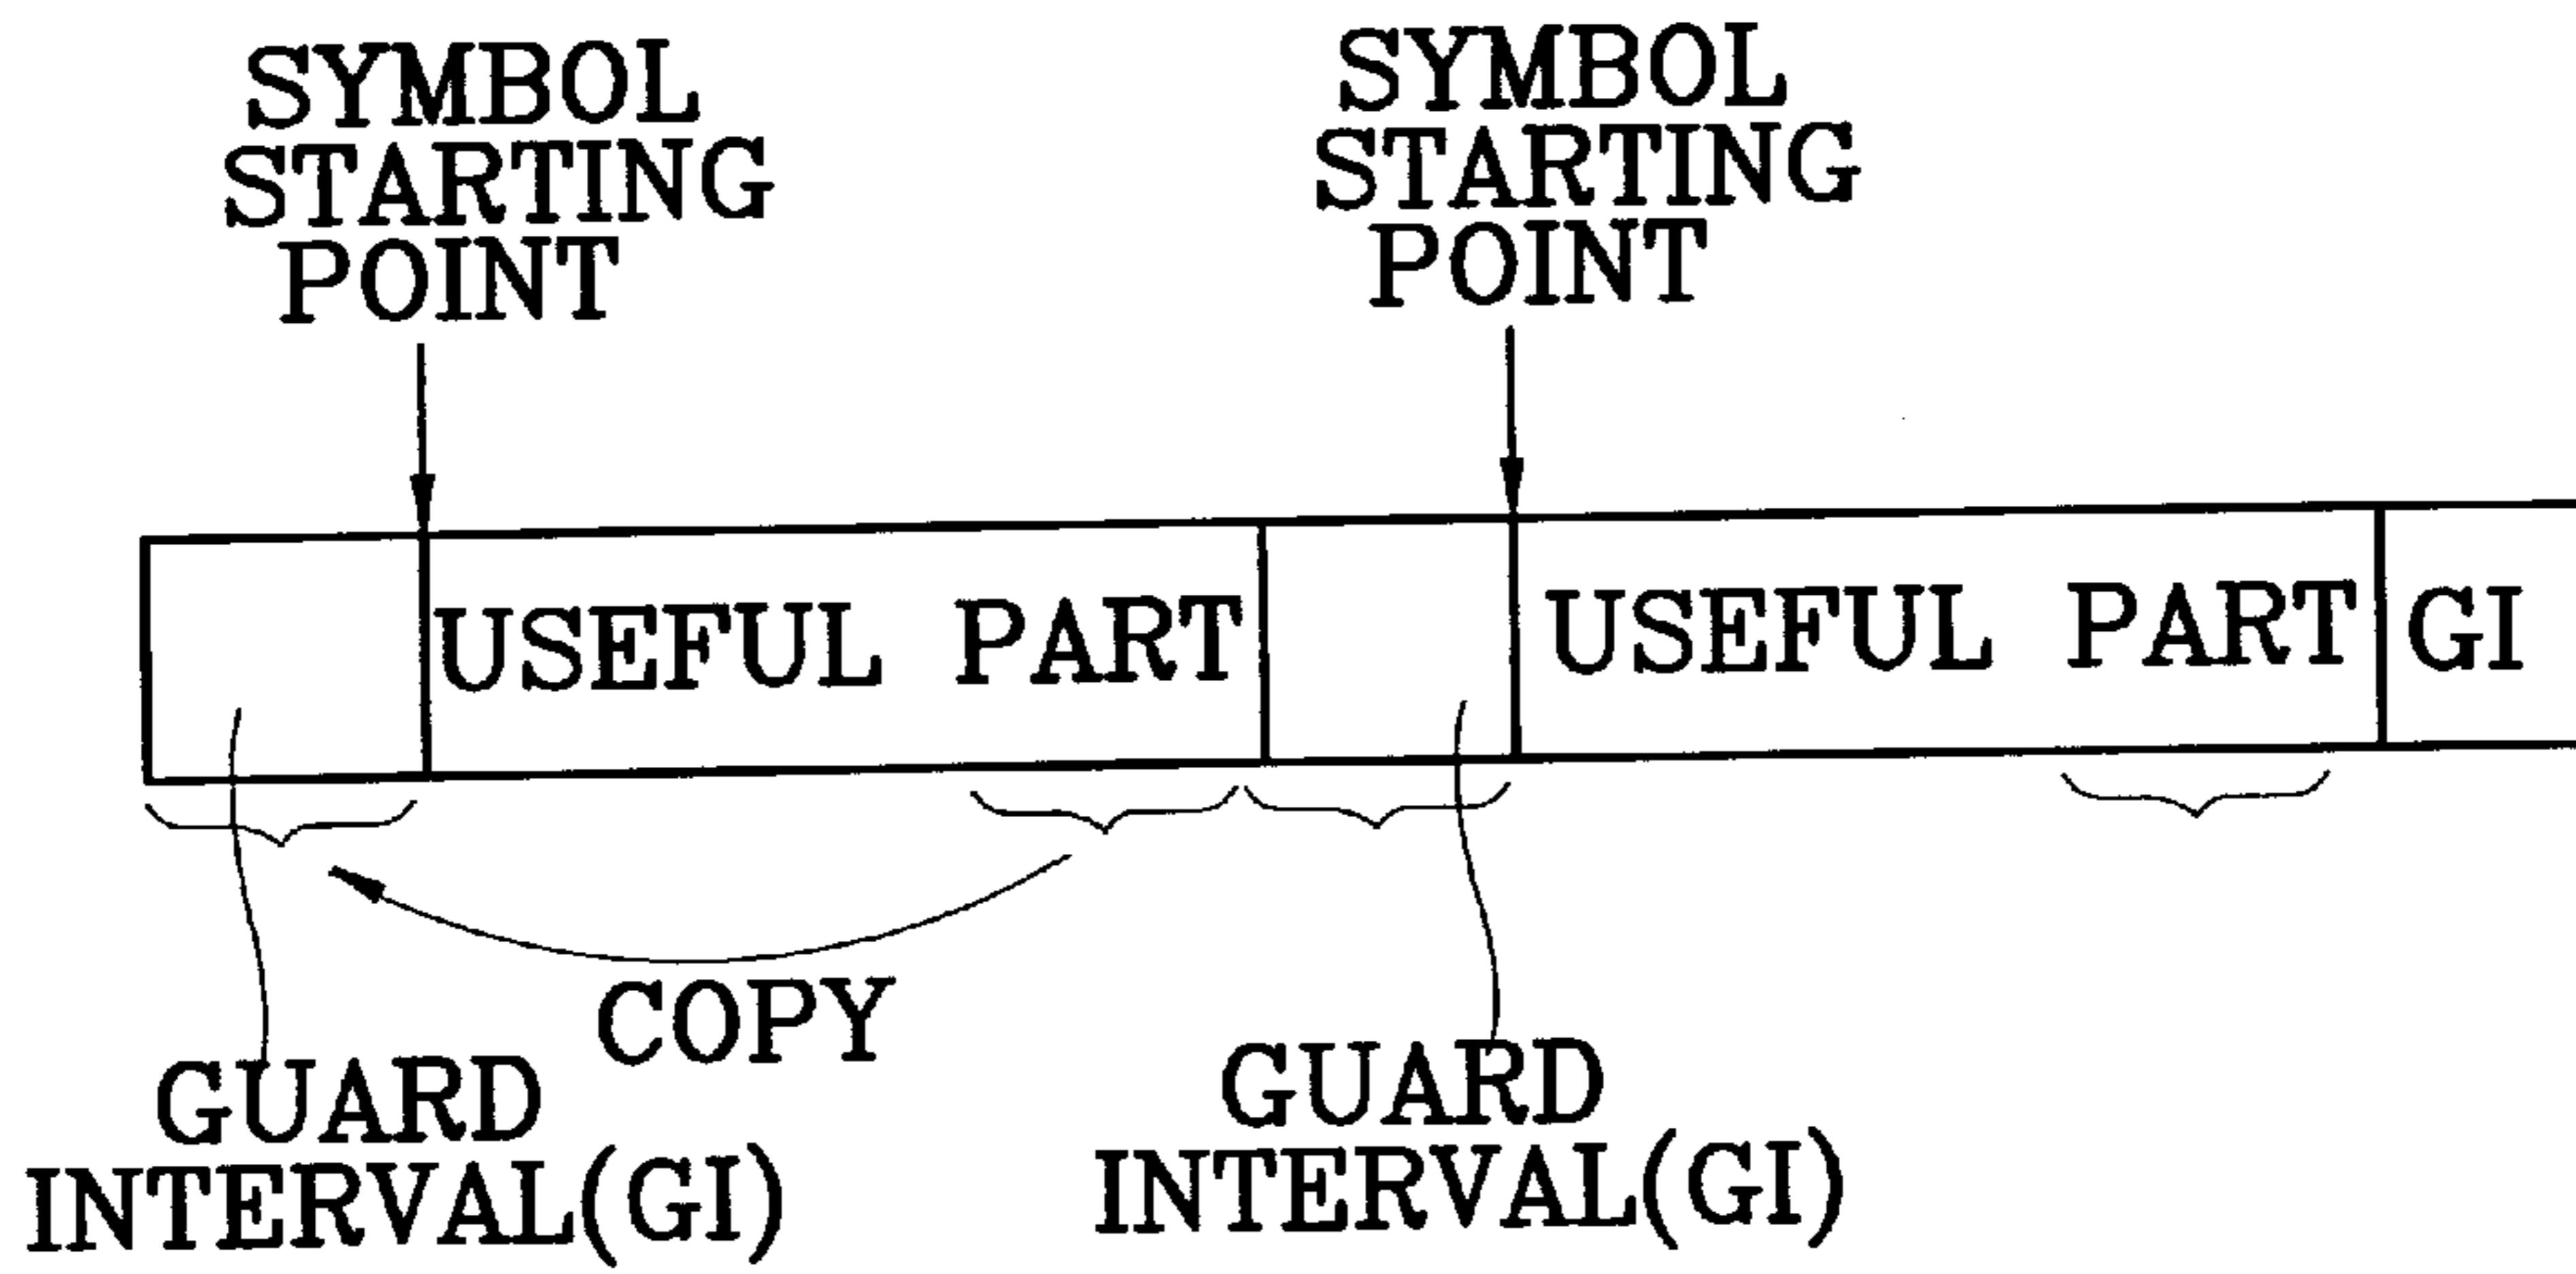 SYMBOL
STARTING
POINT
SYMBOL
STARTING
POINT
USEFUL PART
USEFUL PART
GI
COPY
GUARD
INTERVAL(GI)
GUARD
INTERVAL(GI)